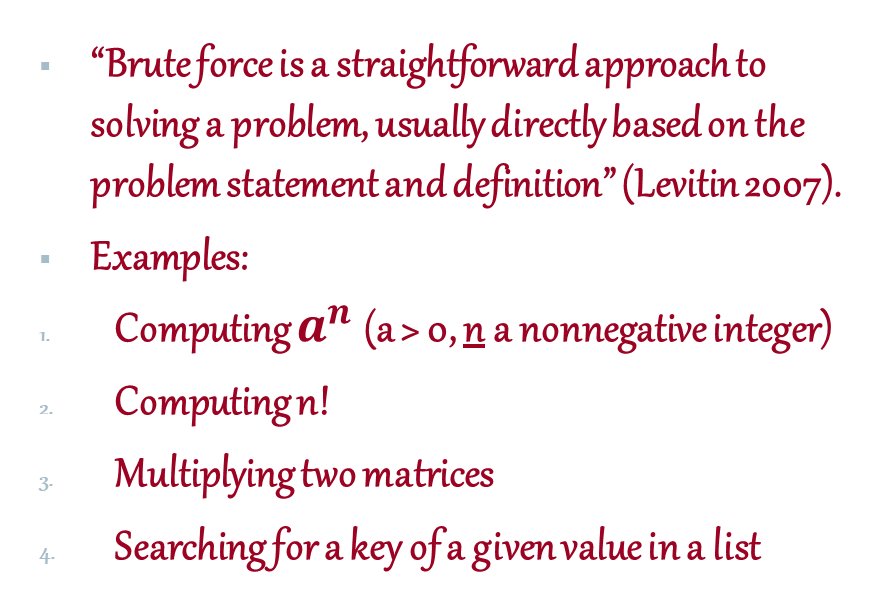 ▪ “Brute force is a straightforward approach to
solving a problem, usually directly based on the
problem statement and definition” (Levitin 2007).
▪ Examples:
1. Computing aⁿ (a > 0, n a nonnegative integer)
2. Computing n!
3. Multiplying two matrices
4. Searching for a key of a given value in a list